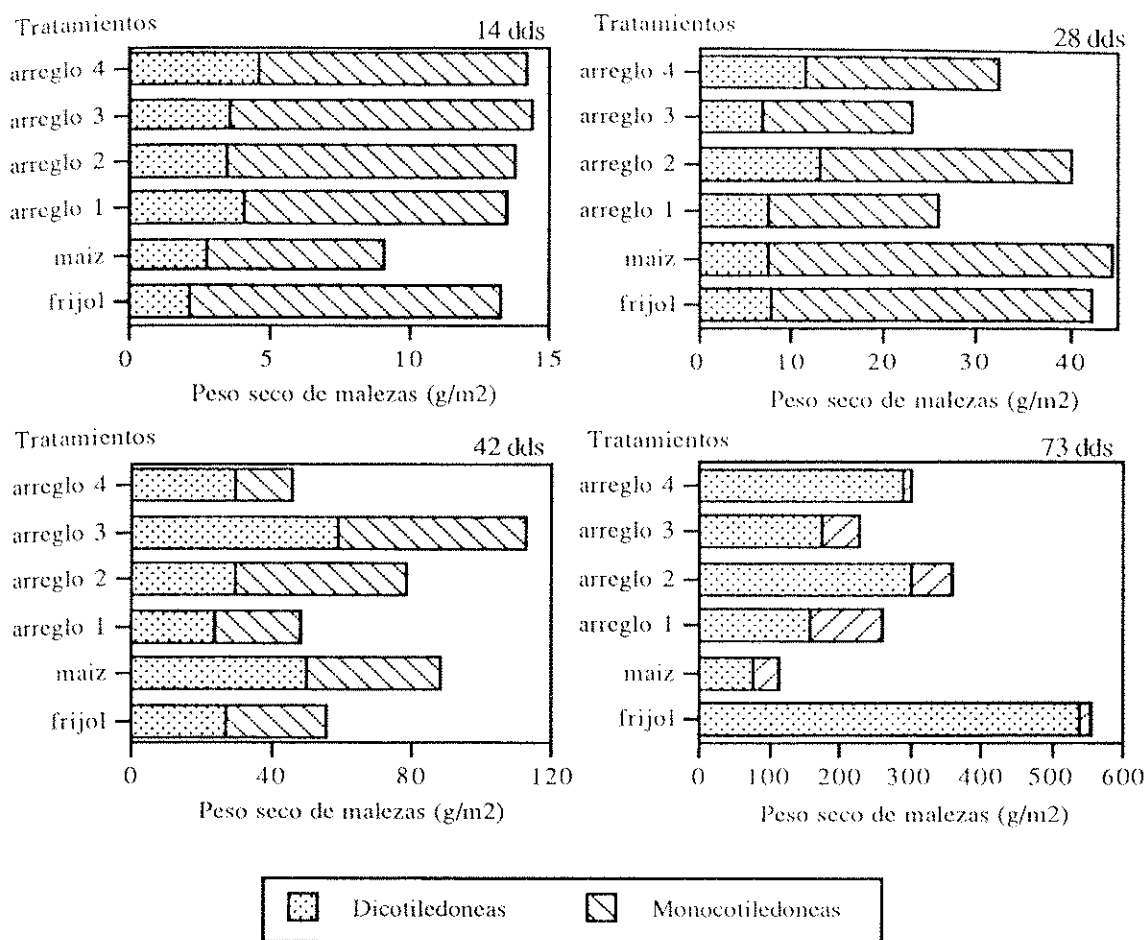 Tratamientos
14 dds
arreglo 4
arreglo 3
arreglo 2
arreglo 1
maiz
frijol
0 5 10 15
Peso seco de malezas (g/m2)
Tratamientos
28 dds
arreglo 4
arreglo 3
arreglo 2
arreglo 1
maiz
frijol
0 10 20 30 40
Peso seco de malezas (g/m2)
Tratamientos
42 dds
arreglo 4
arreglo 3
arreglo 2
arreglo 1
maiz
frijol
0 40 80 120
Peso seco de malezas (g/m2)
Tratamientos
73 dds
arreglo 4
arreglo 3
arreglo 2
arreglo 1
maiz
frijol
0 100 200 300 400 500 600
Peso seco de malezas (g/m2)
Dicotiledoneas Monocotiledoneas